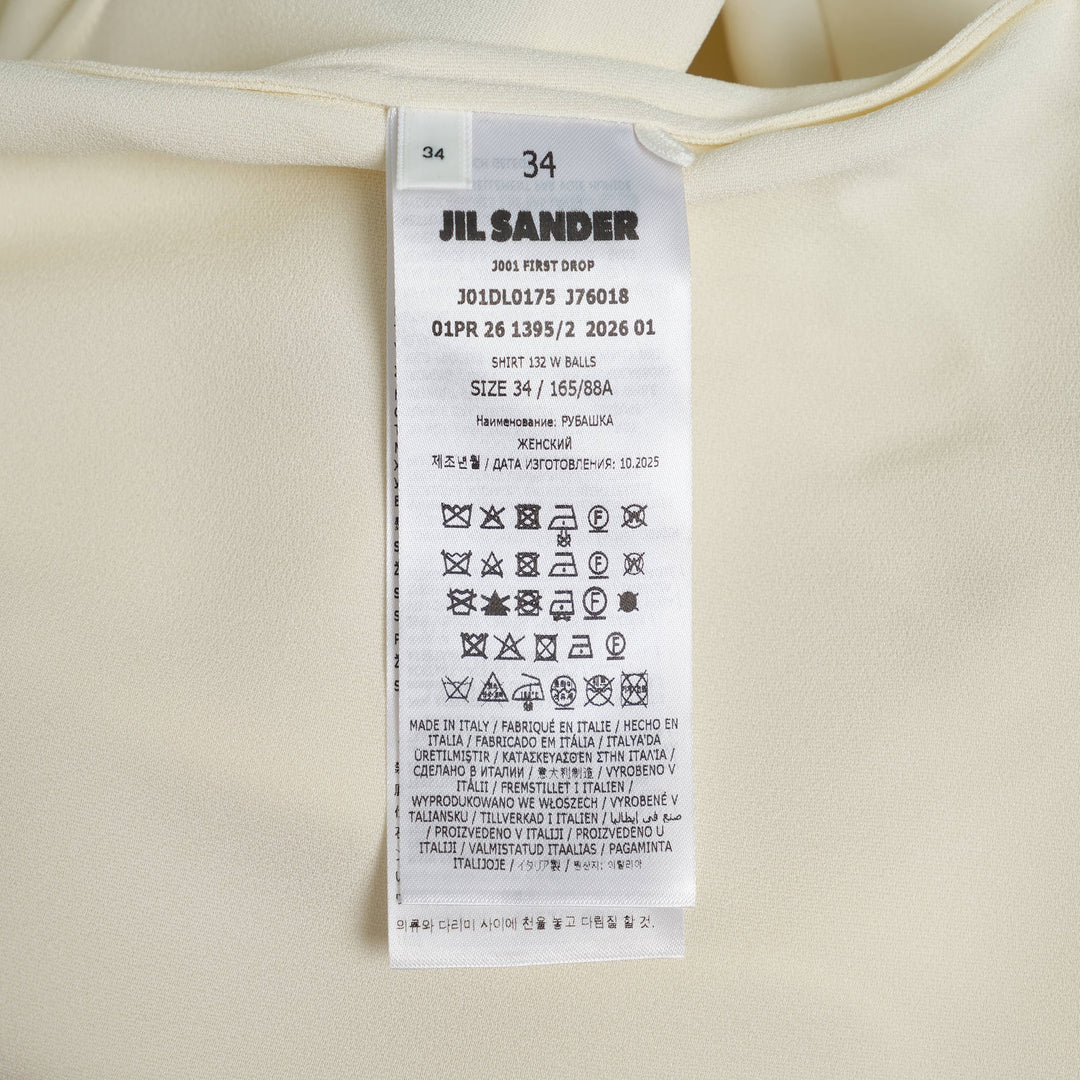 34
34
JIL SANDER
J001 FIRST DROP
J01DL0175 J76018
01PR 26 1395/2 2026 01
SHIRT 132 W BALLS
SIZE 34 / 165/88A
Наименование: РУБАШКА
ЖЕНСКИЙ
제조년월 / ДАТА ИЗГОТОВЛЕНИЯ: 10.2025
MADE IN ITALY / FABRIQUÉ EN ITALIE / HECHO EN
ITALIA / FABRICADO EM ITÁLIA / ITALYA'DA
ÜRETILMIŞTIR / ΚΑΤΑΣΚΕΥΑΣΘΕΝ ΣΤΗΝ ΙΤΑΛΊΑ /
СДЕЛАНО В ИТАЛИИ / 意大利制造 / VYROBENO V
ITÁLII / FREMSTILLET I ITALIEN /
WYPRODUKOWANO WE WŁOSZECH / VYROBENÉ V
TALIANSKU / TILLVERKAD I ITALIEN / صنع في إيطاليا
/ PROIZVEDENO V ITALIJI / PROIZVEDENO U
ITALIJI / VALMISTATUD ITAALIAS / PAGAMINTA
ITALIJOJE / イタリア製 / 원산지: 이탈리아
의류와 다리미 사이에 천을 놓고 다림질 할 것.